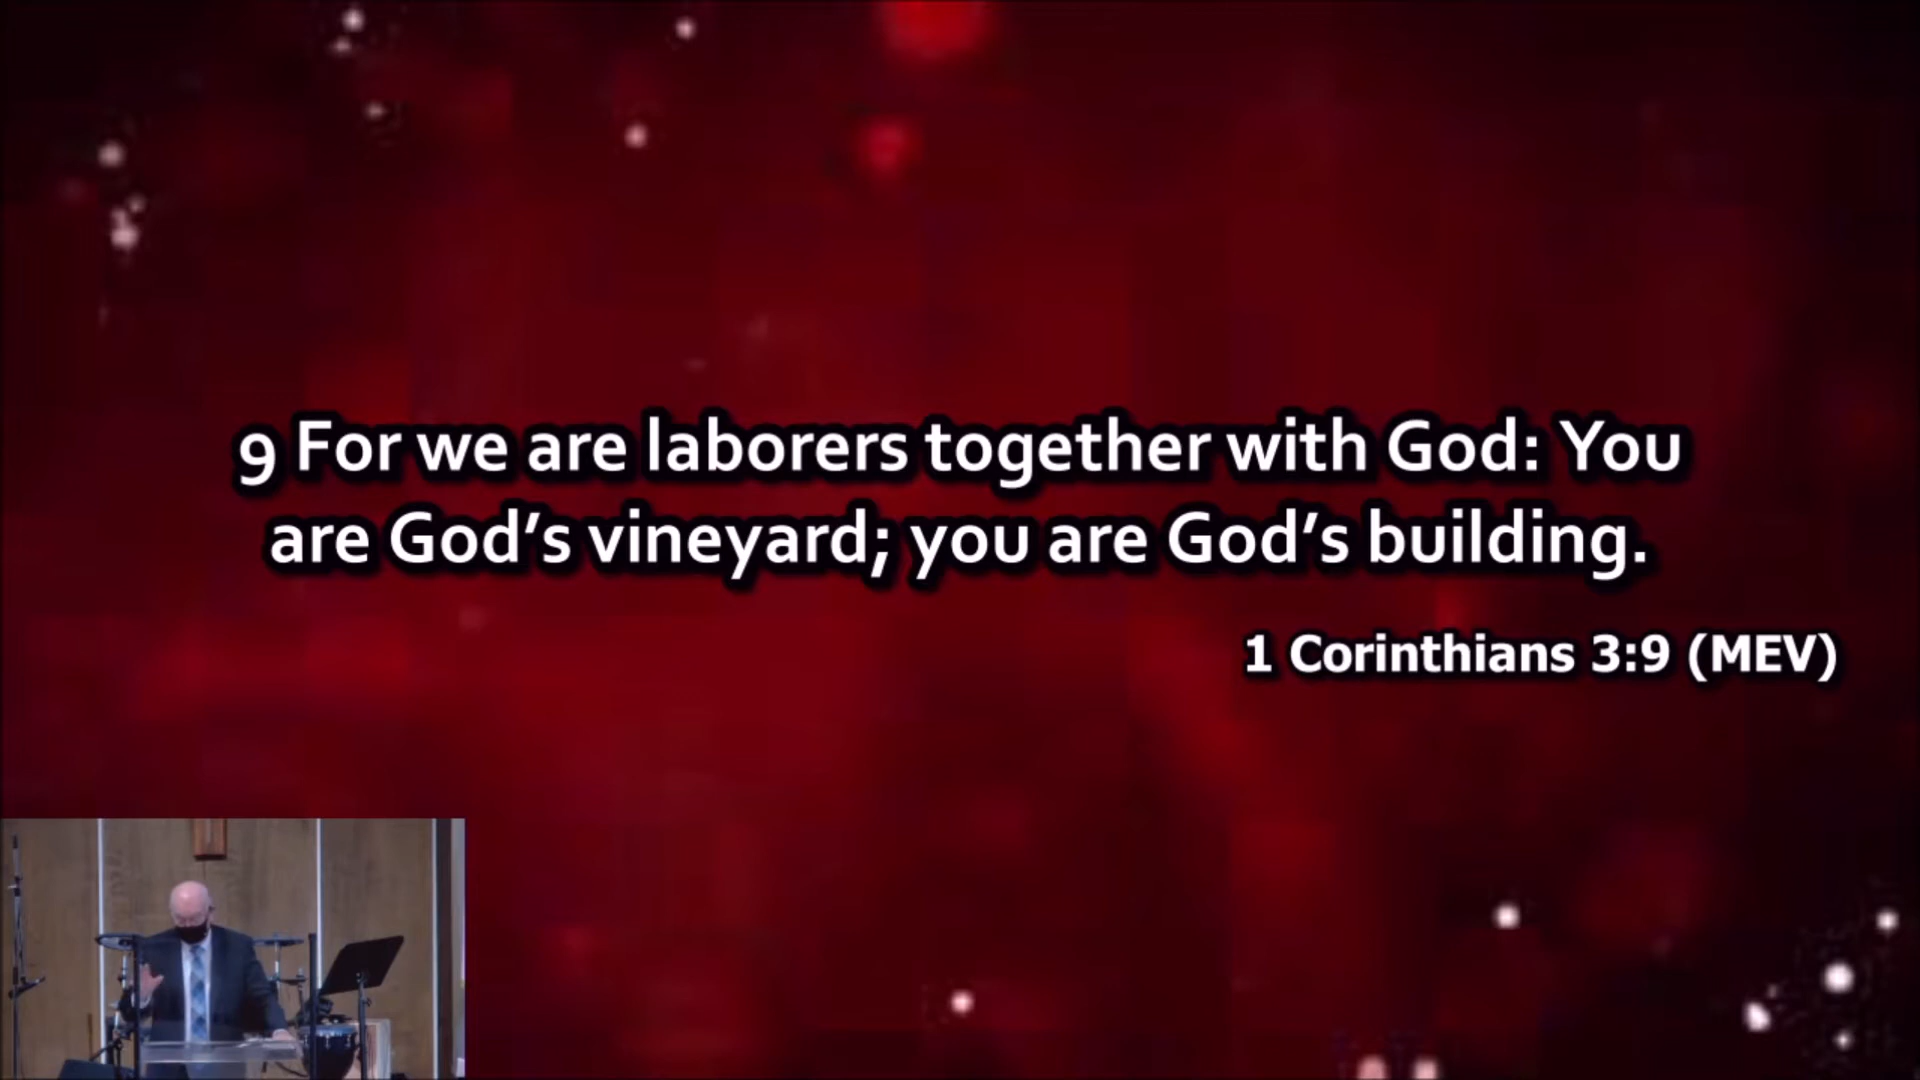 9 For we are laborers together with God: You
are God’s vineyard; you are God’s building.
1 Corinthians 3:9 (MEV)